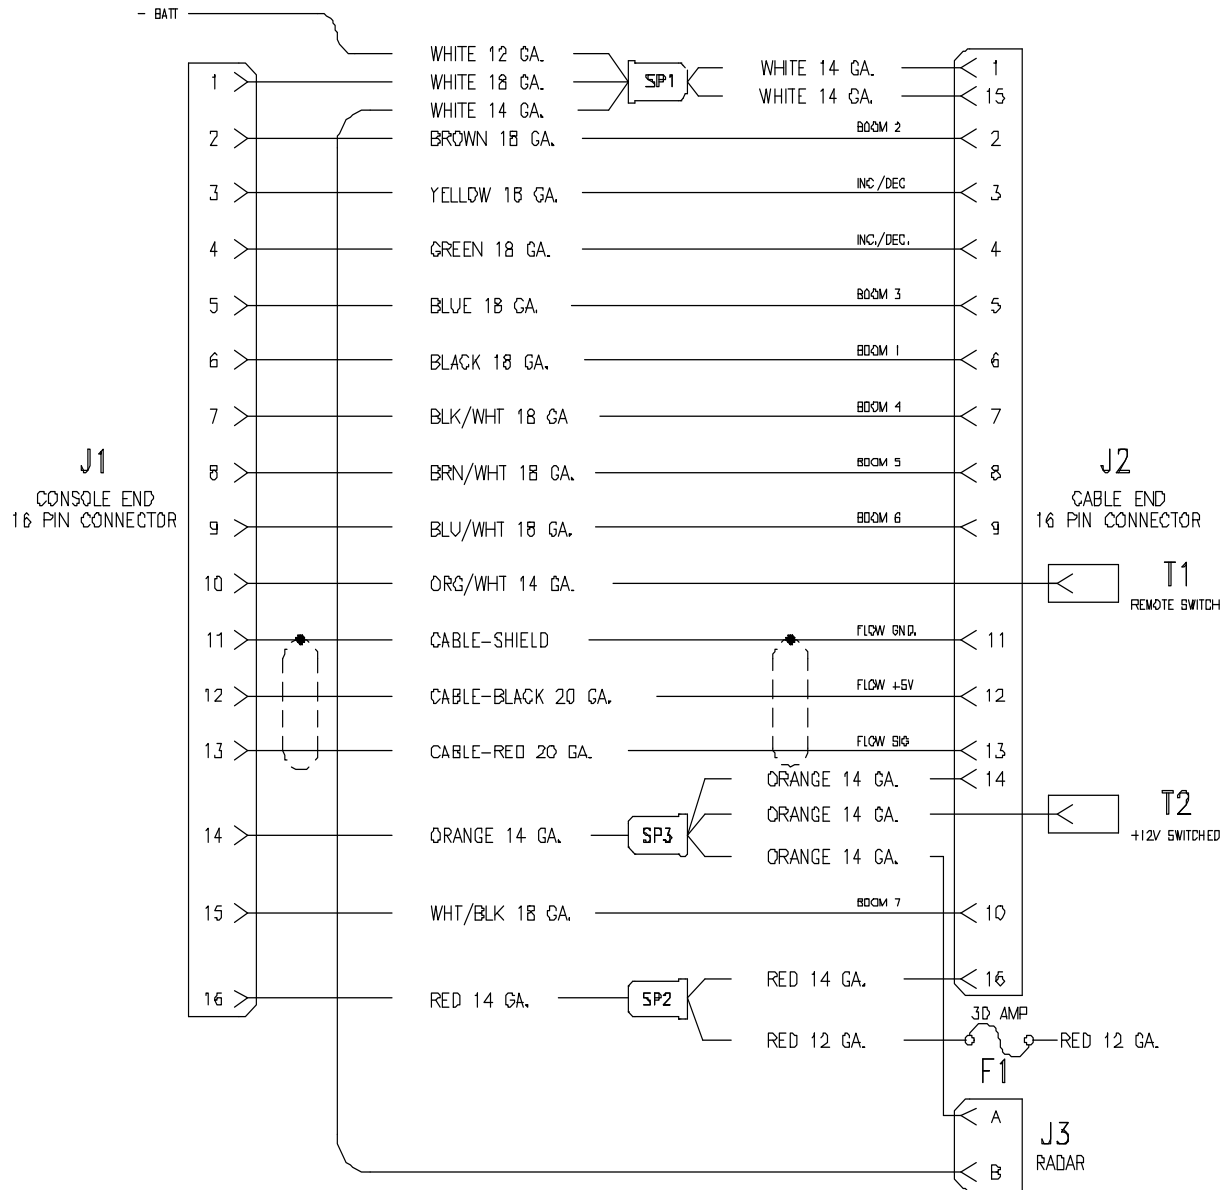 - BATT
WHITE 12 GA.
1 WHITE 18 GA. SP1 WHITE 14 GA. 1
WHITE 14 GA. WHITE 14 GA. 15
2 BROWN 18 GA. BOOM 2 2
3 YELLOW 18 GA. INC/DEC 3
4 GREEN 18 GA. INC./DEC. 4
5 BLUE 18 GA. BOOM 3 5
6 BLACK 18 GA. BOOM 1 6
7 BLK/WHT 18 GA BOOM 4 7
J1
CONSOLE END
16 PIN CONNECTOR
8 BRN/WHT 18 GA. BOOM 5 8
J2
CABLE END
16 PIN CONNECTOR
9 BLU/WHT 18 GA. BOOM 6 9
10 ORG/WHT 14 GA. T1
REMOTE SWITCH
11 CABLE-SHIELD FLOW GND. 11
12 CABLE-BLACK 20 GA. FLOW +5V 12
13 CABLE-RED 20 GA. FLOW SIG 13
ORANGE 14 GA. 14
ORANGE 14 GA. T2
+12V SWITCHED
14 ORANGE 14 GA. SP3
ORANGE 14 GA.
15 WHT/BLK 18 GA. BOOM 7 10
RED 14 GA. 16
16 RED 14 GA. SP2
30 AMP
RED 12 GA. RED 12 GA.
F1
A
J3
RADAR
B